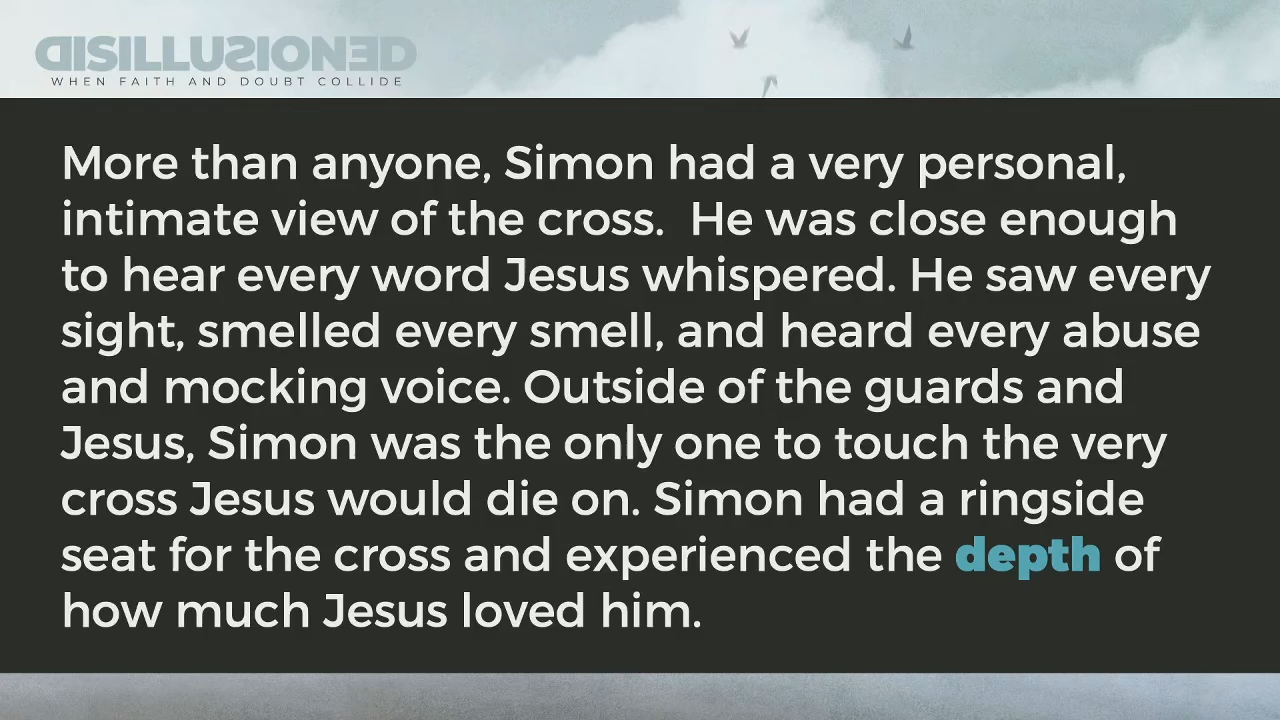 DISILLUSIONED
WHEN FAITH AND DOUBT COLLIDE
More than anyone, Simon had a very personal,
intimate view of the cross.  He was close enough
to hear every word Jesus whispered. He saw every
sight, smelled every smell, and heard every abuse
and mocking voice. Outside of the guards and
Jesus, Simon was the only one to touch the very
cross Jesus would die on. Simon had a ringside
seat for the cross and experienced the depth of
how much Jesus loved him.